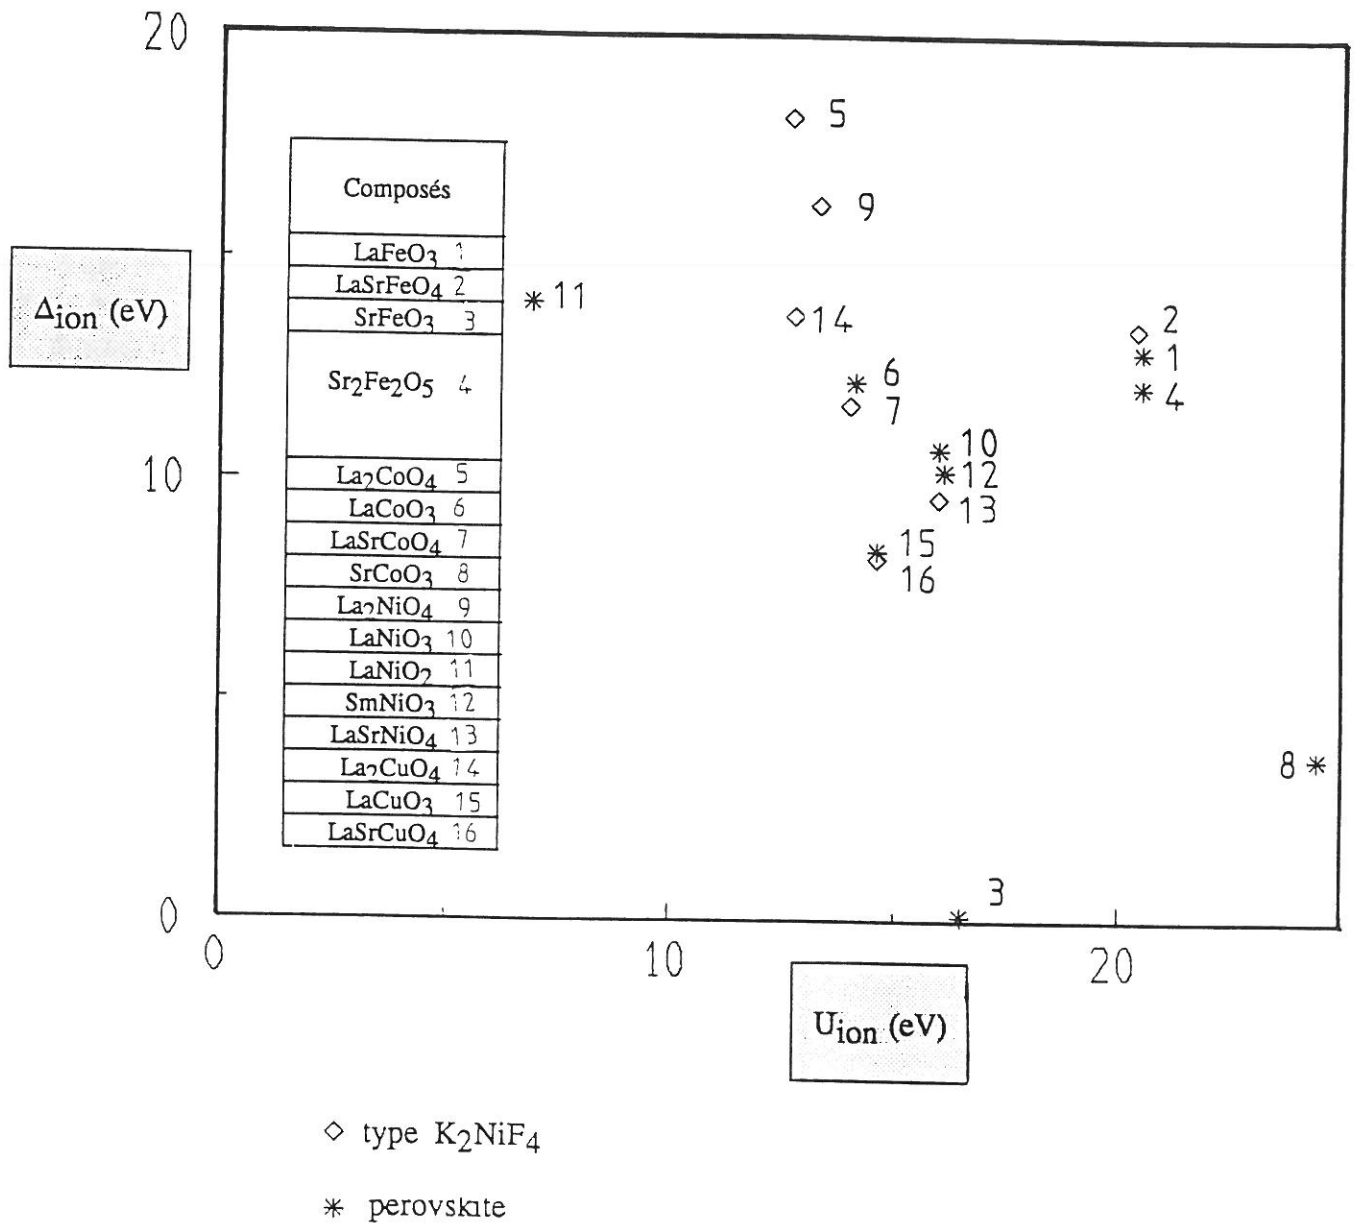 20
5
Composés
9
LaFeO3 1
LaSrFeO4 2
Δion (eV)
11
SrFeO3 3
14
2
1
Sr2Fe2O5 4
6
4
7
10
10
La2CoO4 5
12
LaCoO3 6
13
LaSrCoO4 7
15
SrCoO3 8
16
La2NiO4 9
LaNiO3 10
LaNiO2 11
SmNiO3 12
LaSrNiO4 13
La2CuO4 14
8
LaCuO3 15
LaSrCuO4 16
3
0
0
10
20
Uion (eV)
type K2NiF4
perovskite